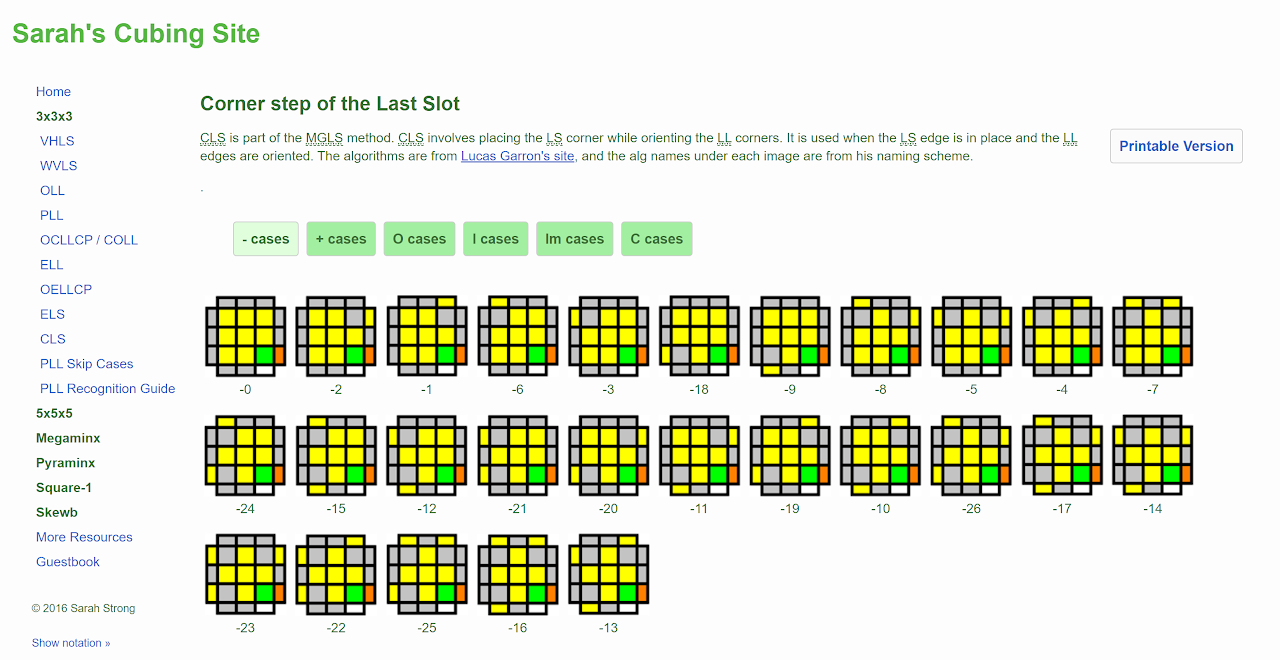 Sarah's Cubing Site
Home
3x3x3
VHLS
WVLS
OLL
PLL
OCLLCP / COLL
ELL
OELLCP
ELS
CLS
PLL Skip Cases
PLL Recognition Guide
5x5x5
Megaminx
Pyraminx
Square-1
Skewb
More Resources
Guestbook
© 2016 Sarah Strong
Show notation »
Corner step of the Last Slot
CLS is part of the MGLS method. CLS involves placing the LS corner while orienting the LL corners. It is used when the LS edge is in place and the LL
edges are oriented. The algorithms are from Lucas Garron's site, and the alg names under each image are from his naming scheme.
.
Printable Version
- cases + cases O cases I cases Im cases C cases
-0 -2 -1 -6 -3 -18 -9 -8 -5 -4 -7
-24 -15 -12 -21 -20 -11 -19 -10 -26 -17 -14
-23 -22 -25 -16 -13